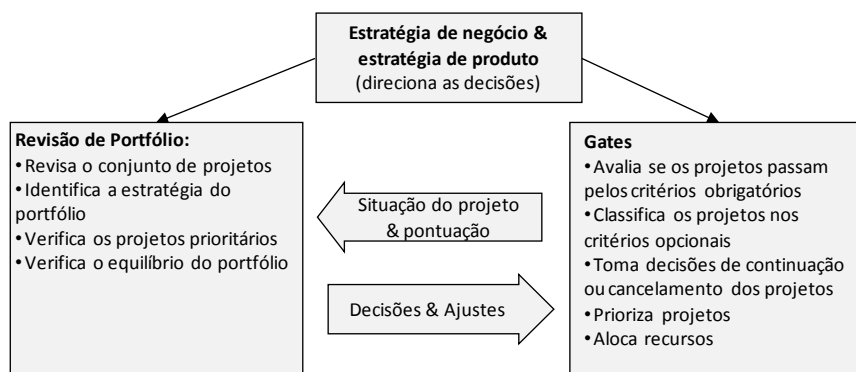 Estratégia de negócio &
estratégia de produto
(direciona as decisões)
Revisão de Portfólio:
•Revisa o conjunto de projetos
•Identifica a estratégia do
portfólio
•Verifica os projetos prioritários
•Verifica o equilíbrio do portfólio
Situação do projeto
& pontuação
Decisões & Ajustes
Gates
•Avalia se os projetos passam
pelos critérios obrigatórios
•Classifica os projetos nos
critérios opcionais
•Toma decisões de continuação
ou cancelamento dos projetos
•Prioriza projetos
•Aloca recursos